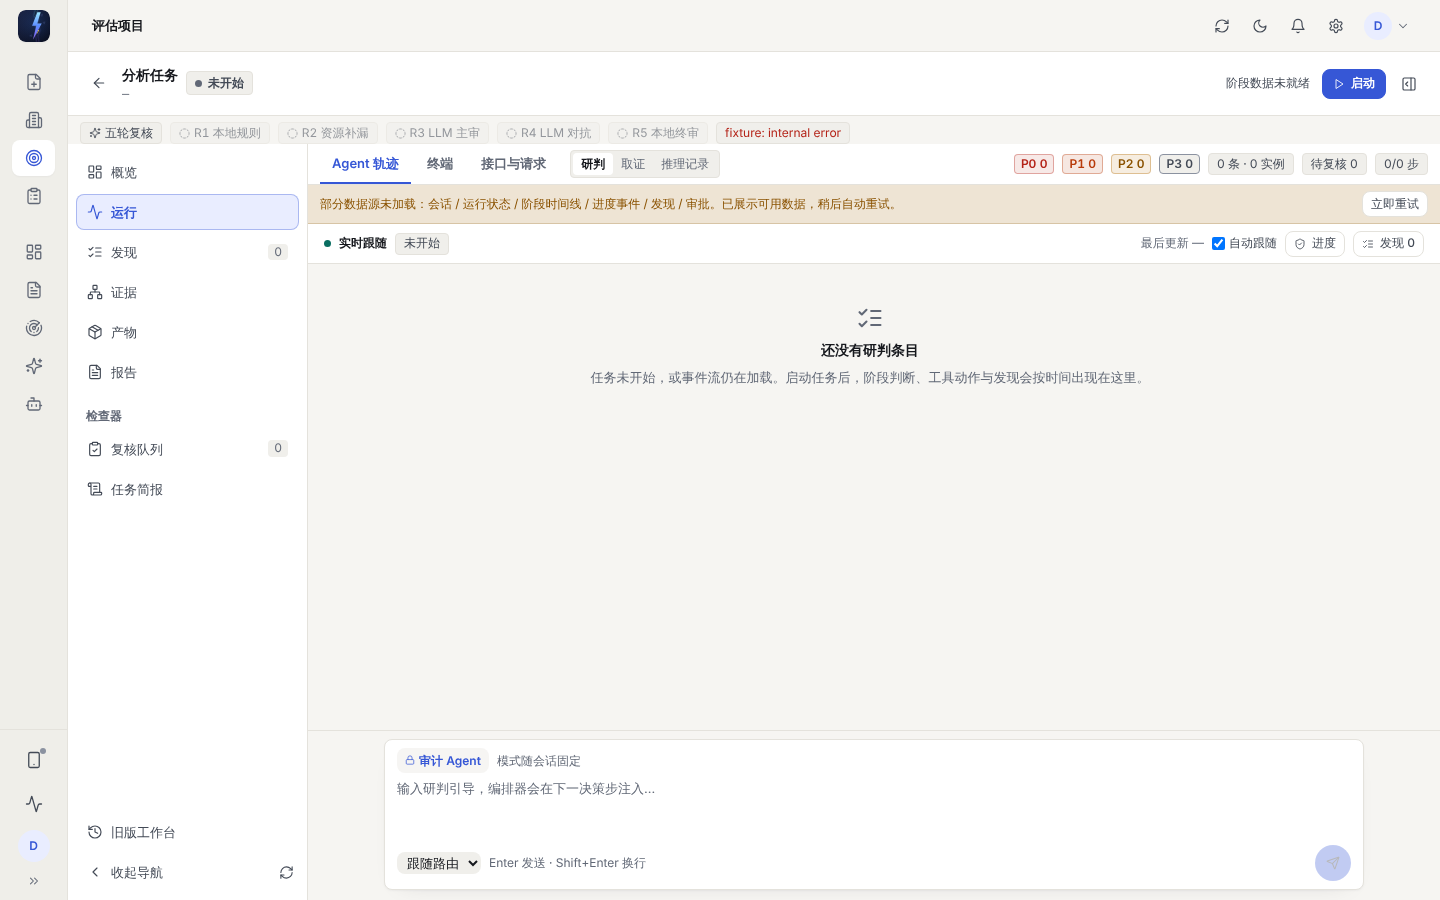 评估项目
D
分析任务
—
未开始
阶段数据未就绪
启动
五轮复核
R1 本地规则
R2 资源补漏
R3 LLM 主审
R4 LLM 对抗
R5 本地终审
fixture: internal error
概览
运行
发现
0
证据
产物
报告
检查器
复核队列
0
任务简报
旧版工作台
收起导航
D
Agent 轨迹
终端
接口与请求
研判
取证
推理记录
P0 0
P1 0
P2 0
P3 0
0 条 · 0 实例
待复核 0
0/0 步
部分数据源未加载：会话 / 运行状态 / 阶段时间线 / 进度事件 / 发现 / 审批。已展示可用数据，稍后自动重试。
立即重试
实时跟随
未开始
最后更新 —
自动跟随
进度
发现 0
还没有研判条目
任务未开始，或事件流仍在加载。启动任务后，阶段判断、工具动作与发现会按时间出现在这里。
审计 Agent
模式随会话固定
输入研判引导，编排器会在下一决策步注入...
跟随路由
Enter 发送 · Shift+Enter 换行